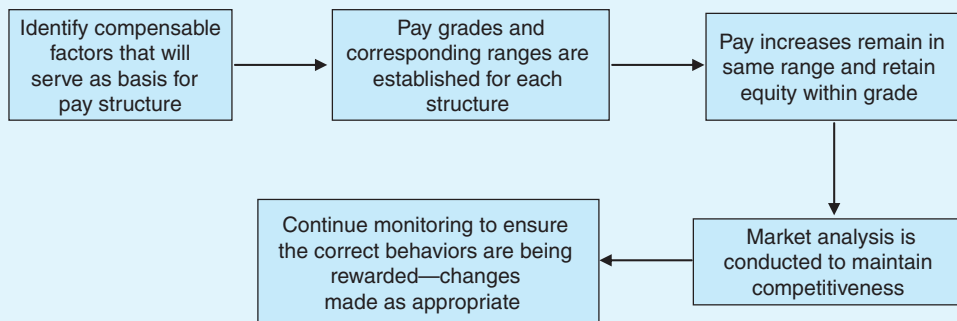 Identify compensable
factors that will
serve as basis for
pay structure
Pay grades and
corresponding ranges are
established for each
structure
Pay increases remain in
same range and retain
equity within grade
Market analysis is
conducted to maintain
competitiveness
Continue monitoring to ensure
the correct behaviors are being
rewarded—changes
made as appropriate